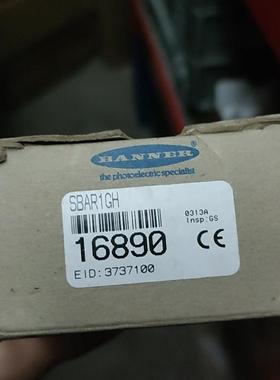 BANNER
the photoelectric specialist
SBAR1GH
0313A
Insp:GS
16890 CE
EID:3737100